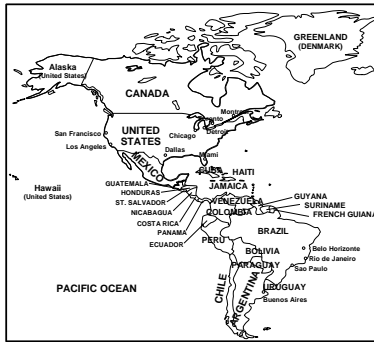 GREENLAND
(DENMARK)
Alaska
(United States)
CANADA
Montreal
Toronto
Detroit
Chicago
San Francisco
UNITED
STATES
Los Angeles
Dallas
Miami
MEXICO
CUBA
HAITI
JAMAICA
Hawaii
(United States)
GUATEMALA
HONDURAS
ST. SALVADOR
NICABAGUA
COSTA RICA
PANAMA
ECUADOR
VENEZUELA
COLOMBIA
GUYANA
SURINAME
FRENCH GUIANA
PERU
BRAZIL
BOLIVIA
Belo Horizonte
Rio de Janeiro
Sao Paulo
PARAGUAY
CHILE
ARGENTINA
URUGUAY
Buenos Aires
PACIFIC OCEAN